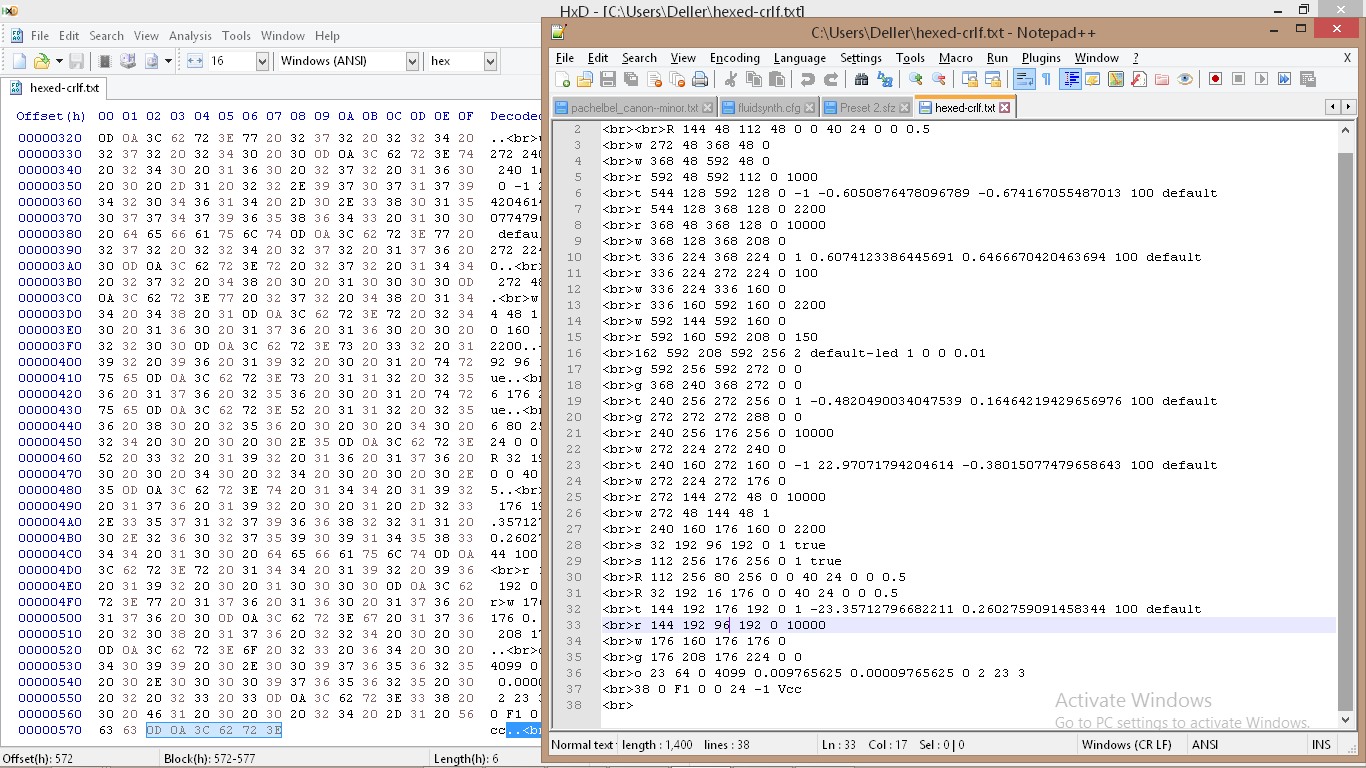 HxD - [C:\Users\Deller\hexed-crlf.txt]
File Edit Search View Analysis Tools Window Help
16 Windows (ANSI) hex
hexed-crlf.txt
Offset(h) 00 01 02 03 04 05 06 07 08 09 0A 0B 0C 0D 0E 0F Decoded
00000320 0D 0A 3C 62 72 3E 77 20 32 37 32 20 32 32 34 20 ..<br>w
00000330 32 37 32 20 32 34 30 20 30 0D 0A 3C 62 72 3E 74 272 240
00000340 20 32 34 30 20 31 36 30 20 32 37 32 20 31 36 30 240 16
00000350 20 30 20 2D 31 20 32 32 2E 39 37 30 37 31 37 39 0 -1 2
00000360 34 32 30 34 36 31 34 20 2D 30 2E 33 38 30 31 35 4204614
00000370 30 37 37 34 37 39 36 35 38 36 34 33 20 31 30 30 0774796
00000380 20 64 65 66 61 75 6C 74 0D 0A 3C 62 72 3E 77 20 defau
00000390 32 37 32 20 32 32 34 20 32 37 32 20 31 37 36 20 272 224
000003A0 30 0D 0A 3C 62 72 3E 72 20 32 37 32 20 31 34 34 0..<br>
000003B0 20 32 37 32 20 34 38 20 30 20 31 30 30 30 30 0D 272 48
000003C0 0A 3C 62 72 3E 77 20 32 37 32 20 34 38 20 31 34 .<br>w
000003D0 34 20 34 38 20 31 0D 0A 3C 62 72 3E 72 20 32 34 4 48 1
000003E0 30 20 31 36 30 20 31 37 36 20 31 36 30 20 30 20 0 160 1
000003F0 32 32 30 30 0D 0A 3C 62 72 3E 73 20 33 32 20 31 2200..<
00000400 39 32 20 39 36 20 31 39 32 20 30 20 31 20 74 72 92 96 1
00000410 75 65 0D 0A 3C 62 72 3E 73 20 31 31 32 20 32 35 ue..<br
00000420 36 20 31 37 36 20 32 35 36 20 30 20 31 20 74 72 6 176 2
00000430 75 65 0D 0A 3C 62 72 3E 52 20 31 31 32 20 32 35 ue..<br
00000440 36 20 38 30 20 32 35 36 20 30 20 30 20 34 30 20 6 80 25
00000450 32 34 20 30 20 30 20 30 2E 35 0D 0A 3C 62 72 3E 24 0 0
00000460 52 20 33 32 20 31 39 32 20 31 36 20 31 37 36 20 R 32 19
00000470 30 20 30 20 34 30 20 32 34 20 30 20 30 20 30 2E 0 0 40
00000480 35 0D 0A 3C 62 72 3E 74 20 31 34 34 20 31 39 32 5..<br>
00000490 20 31 37 36 20 31 39 32 20 30 20 31 20 2D 32 33 176 19
000004A0 2E 33 35 37 31 32 37 39 36 36 38 32 32 31 31 20 .357127
000004B0 30 2E 32 36 30 32 37 35 39 30 39 31 34 35 38 33 0.26027
000004C0 34 34 20 31 30 30 20 64 65 66 61 75 6C 74 0D 0A 44 100
000004D0 3C 62 72 3E 72 20 31 34 34 20 31 39 32 20 39 36 <br>r 1
000004E0 20 31 39 32 20 30 20 31 30 30 30 30 0D 0A 3C 62 192 0
000004F0 72 3E 77 20 31 37 36 20 31 36 30 20 31 37 36 20 r>w 176
00000500 31 37 36 20 30 0D 0A 3C 62 72 3E 67 20 31 37 36 176 0..
00000510 20 32 30 38 20 31 37 36 20 32 32 34 20 30 20 30 208 17
00000520 0D 0A 3C 62 72 3E 6F 20 32 33 20 36 34 20 30 20 ..<br>o
00000530 34 30 39 39 20 30 2E 30 30 39 37 36 35 36 32 35 4099 0.
00000540 20 30 2E 30 30 30 30 39 37 36 35 36 32 35 20 30 0.0000
00000550 20 32 20 32 33 20 33 0D 0A 3C 62 72 3E 33 38 20 2 23 3
00000560 30 20 46 31 20 30 20 30 20 32 34 20 2D 31 20 56 0 F1 0
00000570 63 63 0D 0A 3C 62 72 3E cc..<br
Offset(h): 572 Block(h): 572-577 Length(h): 6
C:\Users\Deller\hexed-crlf.txt - Notepad++
File Edit Search View Encoding Language Settings Tools Macro Run Plugins Window ? X
pachelbel_canon--minor.txt fluidsynth.cfg Preset 2.sfz hexed-crlf.txt
2 <br><br>R 144 48 112 48 0 0 40 24 0 0 0.5
3 <br>w 272 48 368 48 0
4 <br>w 368 48 592 48 0
5 <br>r 592 48 592 112 0 1000
6 <br>t 544 128 592 128 0 -1 -0.6050876478096789 -0.674167055487013 100 default
7 <br>r 544 128 368 128 0 2200
8 <br>r 368 48 368 128 0 10000
9 <br>w 368 128 368 208 0
10 <br>t 336 224 368 224 0 1 0.6074123386445691 0.6466670420463694 100 default
11 <br>r 336 224 272 224 0 100
12 <br>w 336 224 336 160 0
13 <br>r 336 160 592 160 0 2200
14 <br>w 592 144 592 160 0
15 <br>r 592 160 592 208 0 150
16 <br>162 592 208 592 256 2 default-led 1 0 0 0.01
17 <br>g 592 256 592 272 0 0
18 <br>g 368 240 368 272 0 0
19 <br>t 240 256 272 256 0 1 -0.4820490034047539 0.16464219429656976 100 default
20 <br>g 272 272 272 288 0 0
21 <br>r 240 256 176 256 0 10000
22 <br>w 272 224 272 240 0
23 <br>t 240 160 272 160 0 -1 22.97071794204614 -0.38015077479658643 100 default
24 <br>w 272 224 272 176 0
25 <br>r 272 144 272 48 0 10000
26 <br>w 272 48 144 48 1
27 <br>r 240 160 176 160 0 2200
28 <br>s 32 192 96 192 0 1 true
29 <br>s 112 256 176 256 0 1 true
30 <br>R 112 256 80 256 0 0 40 24 0 0 0.5
31 <br>R 32 192 16 176 0 0 40 24 0 0 0.5
32 <br>t 144 192 176 192 0 1 -23.35712796682211 0.2602759091458344 100 default
33 <br>r 144 192 96 192 0 10000
34 <br>w 176 160 176 176 0
35 <br>g 176 208 176 224 0 0
36 <br>o 23 64 0 4099 0.009765625 0.00009765625 0 2 23 3
37 <br>38 0 F1 0 0 24 -1 Vcc
38 <br>
Activate Windows
Go to PC settings to activate Windows.
Normal text length : 1,400 lines : 38 Ln : 33 Col : 17 Sel : 0 | 0 Windows (CR LF) ANSI INS